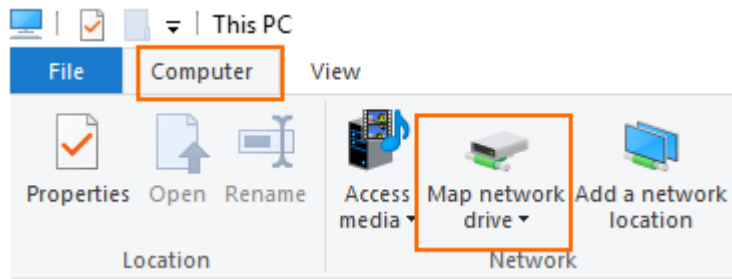 This PC
File Computer View
Properties Open Rename Access media Map network drive Add a network location
Location Network